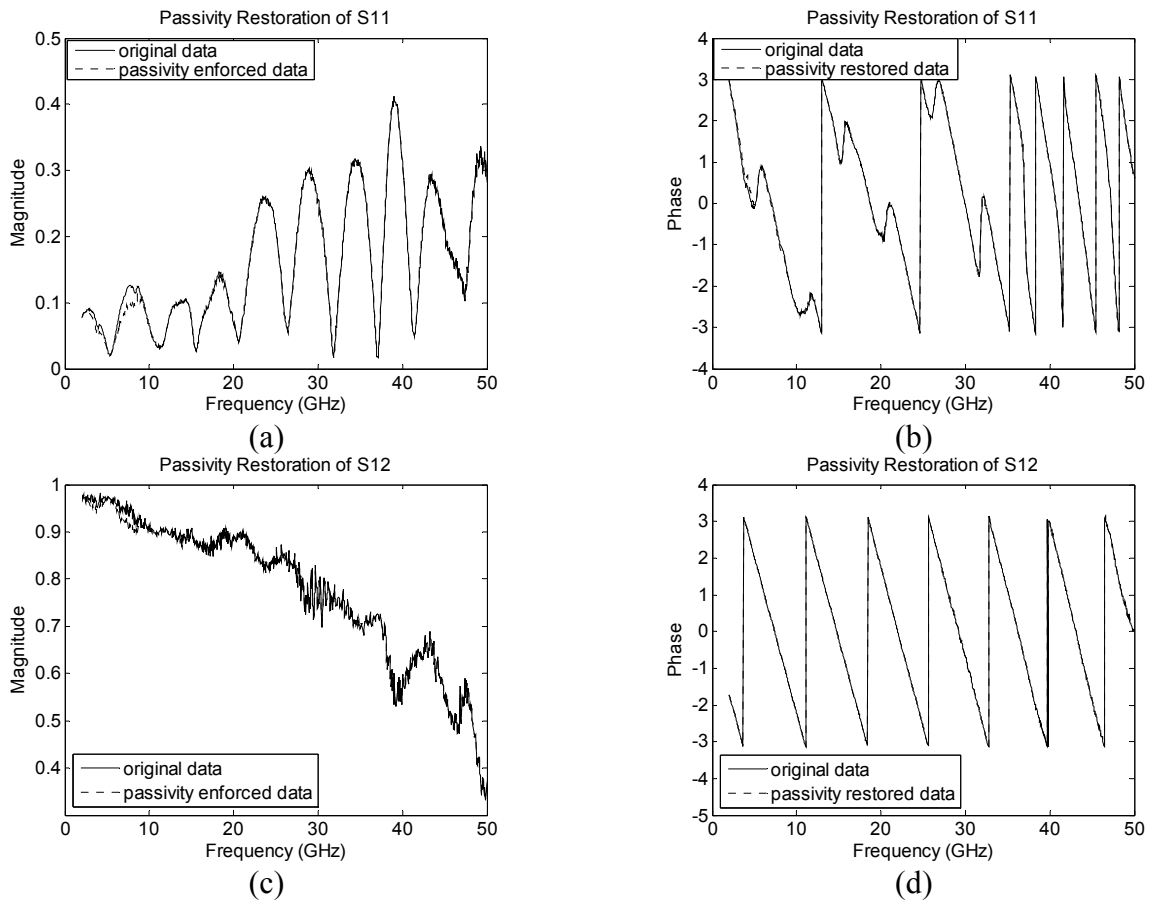 Passivity Restoration of S11
0.5
0.4
0.3
0.2
0.1
0
Magnitude
original data
passivity enforced data
0 10 20 30 40 50
Frequency (GHz)
(a)
Passivity Restoration of S11
4
3
2
1
0
-1
-2
-3
-4
Phase
original data
passivity restored data
0 10 20 30 40 50
Frequency (GHz)
(b)
Passivity Restoration of S12
1
0.9
0.8
0.7
0.6
0.5
0.4
Magnitude
original data
passivity enforced data
0 10 20 30 40 50
Frequency (GHz)
(c)
Passivity Restoration of S12
4
3
2
1
0
-1
-2
-3
-4
-5
Phase
original data
passivity restored data
0 10 20 30 40 50
Frequency (GHz)
(d)